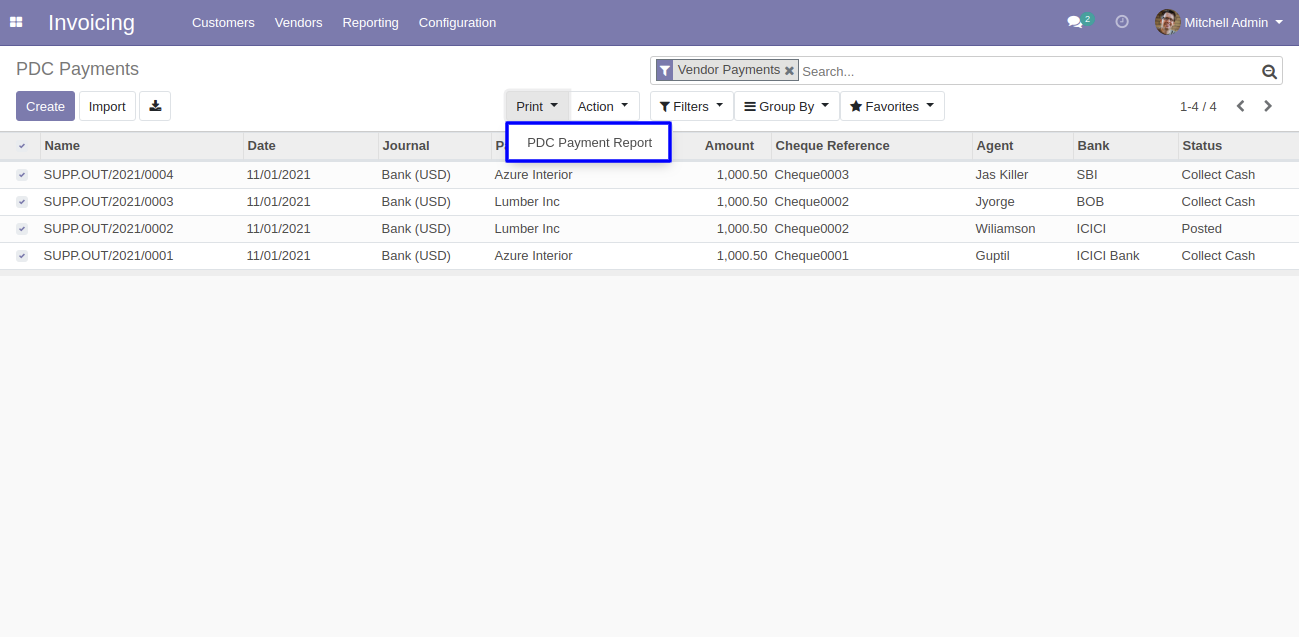 Invoicing Customers Vendors Reporting Configuration 2 Mitchell Admin
PDC Payments Vendor Payments Search...
Create Import Print Action Filters Group By Favorites 1-4 / 4
PDC Payment Report
Name Date Journal P Amount Cheque Reference Agent Bank Status
SUPP.OUT/2021/0004 11/01/2021 Bank (USD) Azure Interior 1,000.50 Cheque0003 Jas Killer SBI Collect Cash
SUPP.OUT/2021/0003 11/01/2021 Bank (USD) Lumber Inc 1,000.50 Cheque0002 Jyorge BOB Collect Cash
SUPP.OUT/2021/0002 11/01/2021 Bank (USD) Lumber Inc 1,000.50 Cheque0002 Wiliamson ICICI Posted
SUPP.OUT/2021/0001 11/01/2021 Bank (USD) Azure Interior 1,000.50 Cheque0001 Guptil ICICI Bank Collect Cash